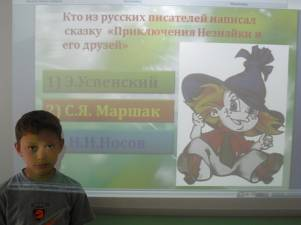 Кто из русских писателей написал
сказку «Приключения Незнайки и
его друзей»
1) Э.Успенский
2) С.Я. Маршак
Н.Н.Носов